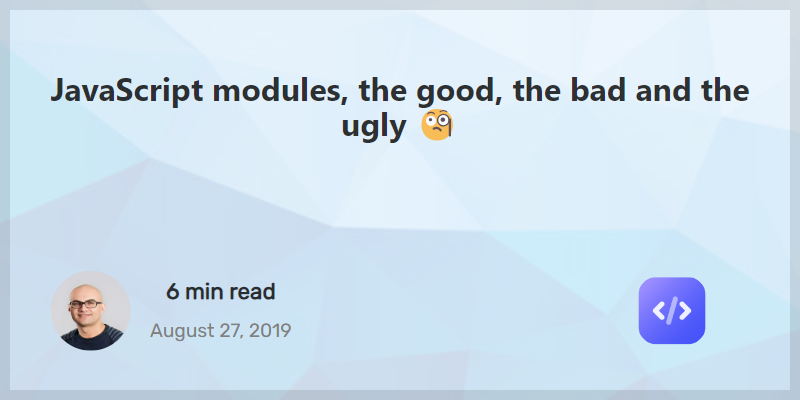 JavaScript modules, the good, the bad and the
ugly 🧐
6 min read
August 27, 2019